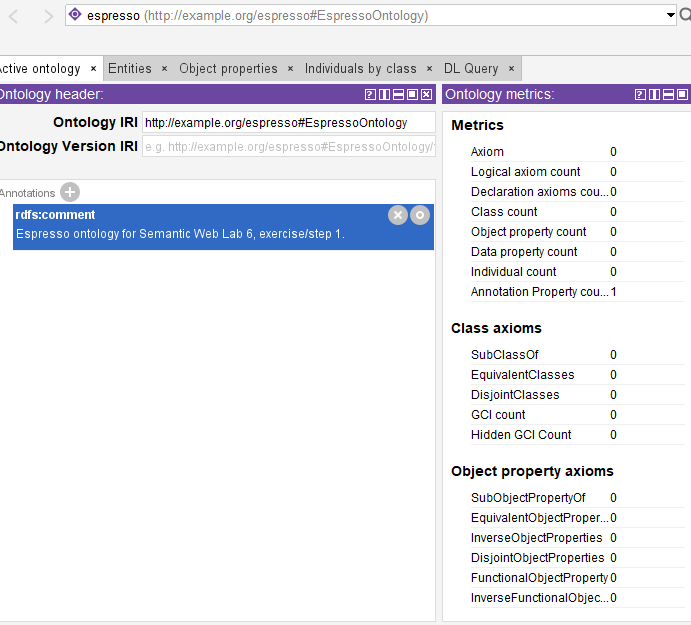 espresso (http://example.org/espresso#EspressoOntology)
Active ontology × Entities × Object properties × Individuals by class × DL Query ×
Ontology header:
Ontology IRI http://example.org/espresso#EspressoOntology
Ontology Version IRI e.g. http://example.org/espresso#EspressoOntology/
Annotations
rdfs:comment
Espresso ontology for Semantic Web Lab 6, exercise/step 1.
Ontology metrics:
Metrics
Axiom 0
Logical axiom count 0
Declaration axioms cou... 0
Class count 0
Object property count 0
Data property count 0
Individual count 0
Annotation Property cou... 1
Class axioms
SubClassOf 0
EquivalentClasses 0
DisjointClasses 0
GCI count 0
Hidden GCI Count 0
Object property axioms
SubObjectPropertyOf 0
EquivalentObjectProper... 0
InverseObjectProperties 0
DisjointObjectProperties 0
FunctionalObjectProperty 0
InverseFunctionalObjec... 0